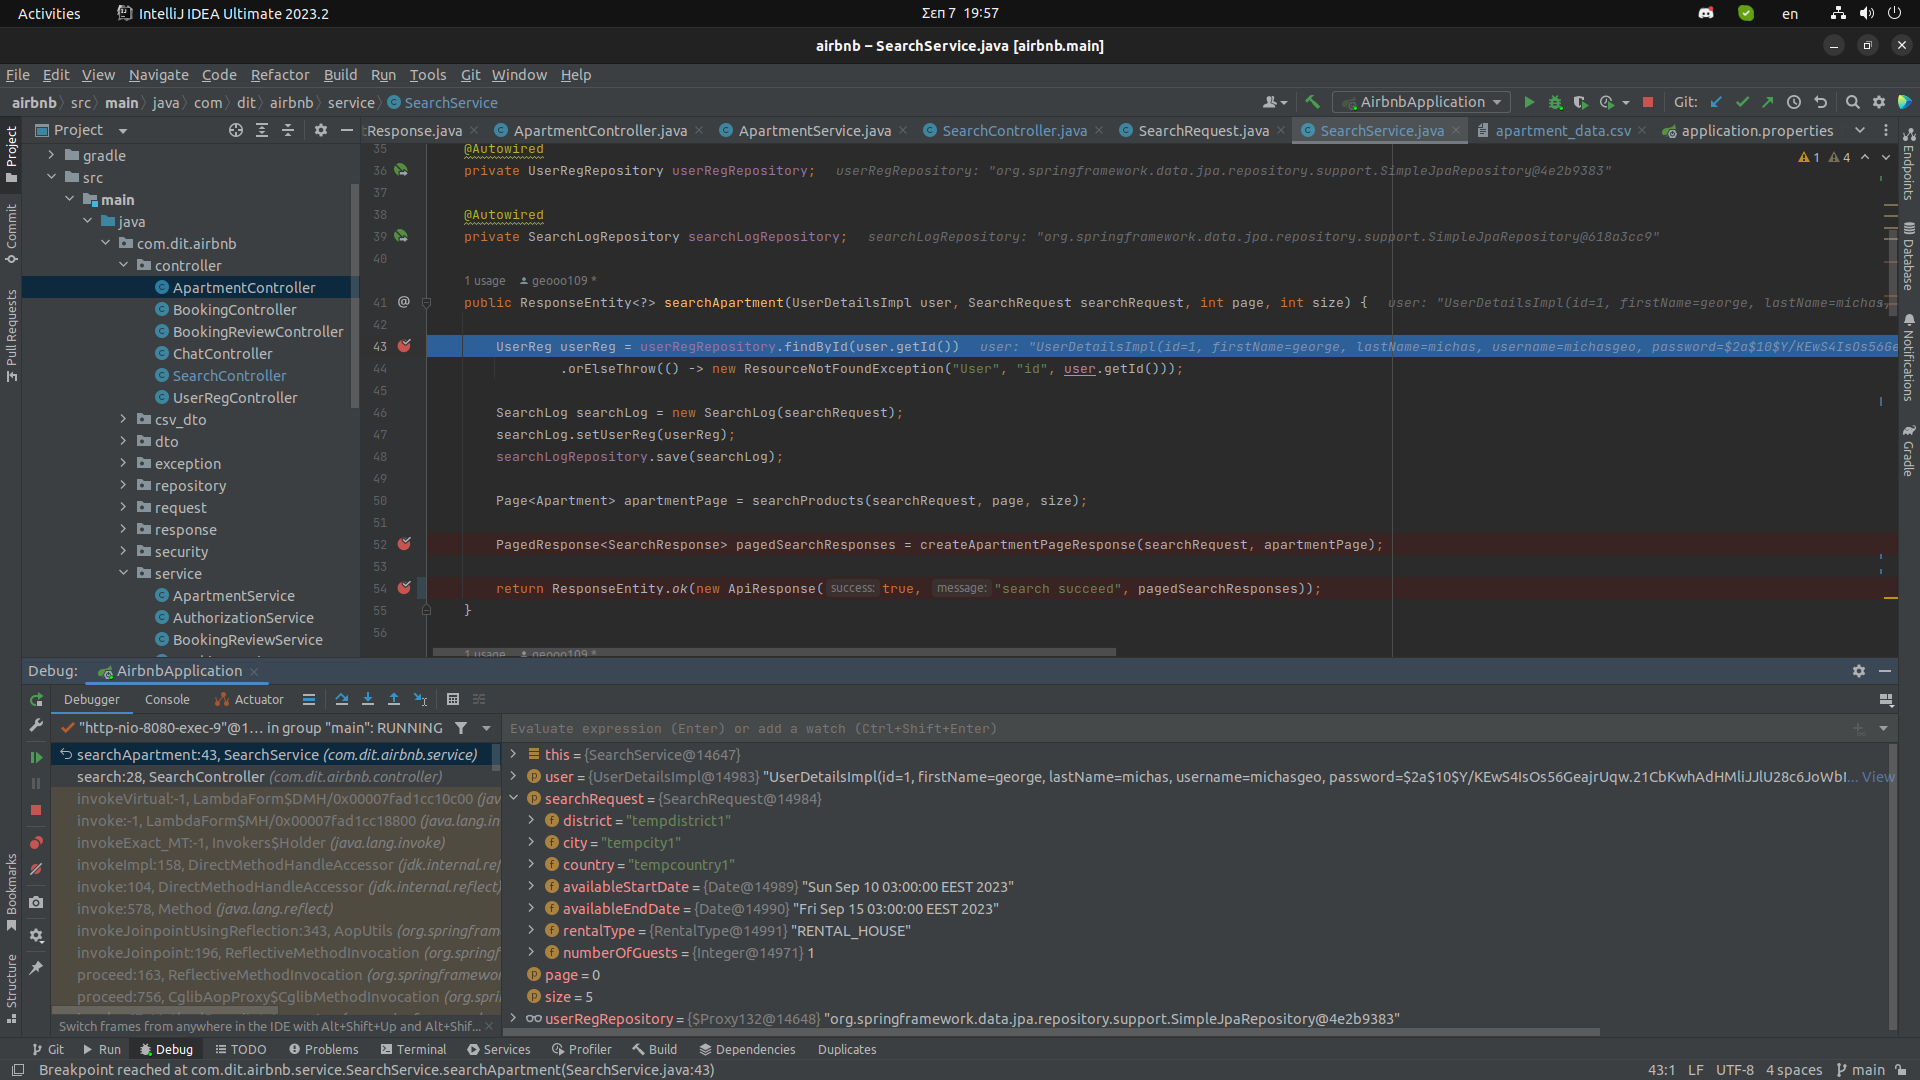 Activities IntelliJ IDEA Ultimate 2023.2 Σεπ 7 19:57 en
airbnb – SearchService.java [airbnb.main]
File Edit View Navigate Code Refactor Build Run Tools Git Window Help
airbnb src main java com dit airbnb service SearchService AirbnbApplication Git:
Project tResponse.java ApartmentController.java ApartmentService.java SearchController.java SearchRequest.java SearchService.java apartment_data.csv application.properties
Project
Commit
Pull Requests
Bookmarks
Structure
gradle
src
main
java
com.dit.airbnb
controller
ApartmentController
BookingController
BookingReviewController
ChatController
SearchController
UserRegController
csv_dto
dto
exception
repository
request
response
security
service
ApartmentService
AuthorizationService
BookingReviewService
1 4
35 @Autowired
36 private UserRegRepository userRegRepository; userRegRepository: "org.springframework.data.jpa.repository.support.SimpleJpaRepository@4e2b9383"
37
38 @Autowired
39 private SearchLogRepository searchLogRepository; searchLogRepository: "org.springframework.data.jpa.repository.support.SimpleJpaRepository@618a3cc9"
40
1 usage geooo109 *
41 @ public ResponseEntity<?> searchApartment(UserDetailsImpl user, SearchRequest searchRequest, int page, int size) { user: "UserDetailsImpl(id=1, firstName=george, lastName=michas,
42
43 UserReg userReg = userRegRepository.findById(user.getId()) user: "UserDetailsImpl(id=1, firstName=george, lastName=michas, username=michasgeo, password=$2a$10$Y/KEwS4IsOs56Ge
44 .orElseThrow(() -> new ResourceNotFoundException("User", "id", user.getId()));
45
46 SearchLog searchLog = new SearchLog(searchRequest);
47 searchLog.setUserReg(userReg);
48 searchLogRepository.save(searchLog);
49
50 Page<Apartment> apartmentPage = searchProducts(searchRequest, page, size);
51
52 PagedResponse<SearchResponse> pagedSearchResponses = createApartmentPageResponse(searchRequest, apartmentPage);
53
54 return ResponseEntity.ok(new ApiResponse( success: true, message: "search succeed", pagedSearchResponses));
55 }
56
1 usage geooo109 *
Endpoints
Database
Notifications
Gradle
Debug: AirbnbApplication
Debugger Console Actuator
"http-nio-8080-exec-9"@1... in group "main": RUNNING
searchApartment:43, SearchService (com.dit.airbnb.service)
search:28, SearchController (com.dit.airbnb.controller)
invokeVirtual:-1, LambdaForm$DMH/0x00007fad1cc10c00 (jav
invoke:-1, LambdaForm$MH/0x00007fad1cc18800 (java.lang.in
invokeExact_MT:-1, Invokers$Holder (java.lang.invoke)
invokeImpl:158, DirectMethodHandleAccessor (jdk.internal.ref
invoke:104, DirectMethodHandleAccessor (jdk.internal.reflect)
invoke:578, Method (java.lang.reflect)
invokeJoinpointUsingReflection:343, AopUtils (org.springfram
invokeJoinpoint:196, ReflectiveMethodInvocation (org.springf
proceed:163, ReflectiveMethodInvocation (org.springframewor
proceed:756, CglibAopProxy$CglibMethodInvocation (org.spri
Switch frames from anywhere in the IDE with Alt+Shift+Up and Alt+Shif...
Evaluate expression (Enter) or add a watch (Ctrl+Shift+Enter)
this = {SearchService@14647}
user = {UserDetailsImpl@14983} "UserDetailsImpl(id=1, firstName=george, lastName=michas, username=michasgeo, password=$2a$10$Y/KEwS4IsOs56GeajrUqw.21CbKwhAdHMliJJlU28c6JoWbI... View
searchRequest = {SearchRequest@14984}
district = "tempdistrict1"
city = "tempcity1"
country = "tempcountry1"
availableStartDate = {Date@14989} "Sun Sep 10 03:00:00 EEST 2023"
availableEndDate = {Date@14990} "Fri Sep 15 03:00:00 EEST 2023"
rentalType = {RentalType@14991} "RENTAL_HOUSE"
numberOfGuests = {Integer@14971} 1
page = 0
size = 5
userRegRepository = {$Proxy132@14648} "org.springframework.data.jpa.repository.support.SimpleJpaRepository@4e2b9383"
Git Run Debug TODO Problems Terminal Services Profiler Build Dependencies Duplicates
Breakpoint reached at com.dit.airbnb.service.SearchService.searchApartment(SearchService.java:43) 43:1 LF UTF-8 4 spaces main